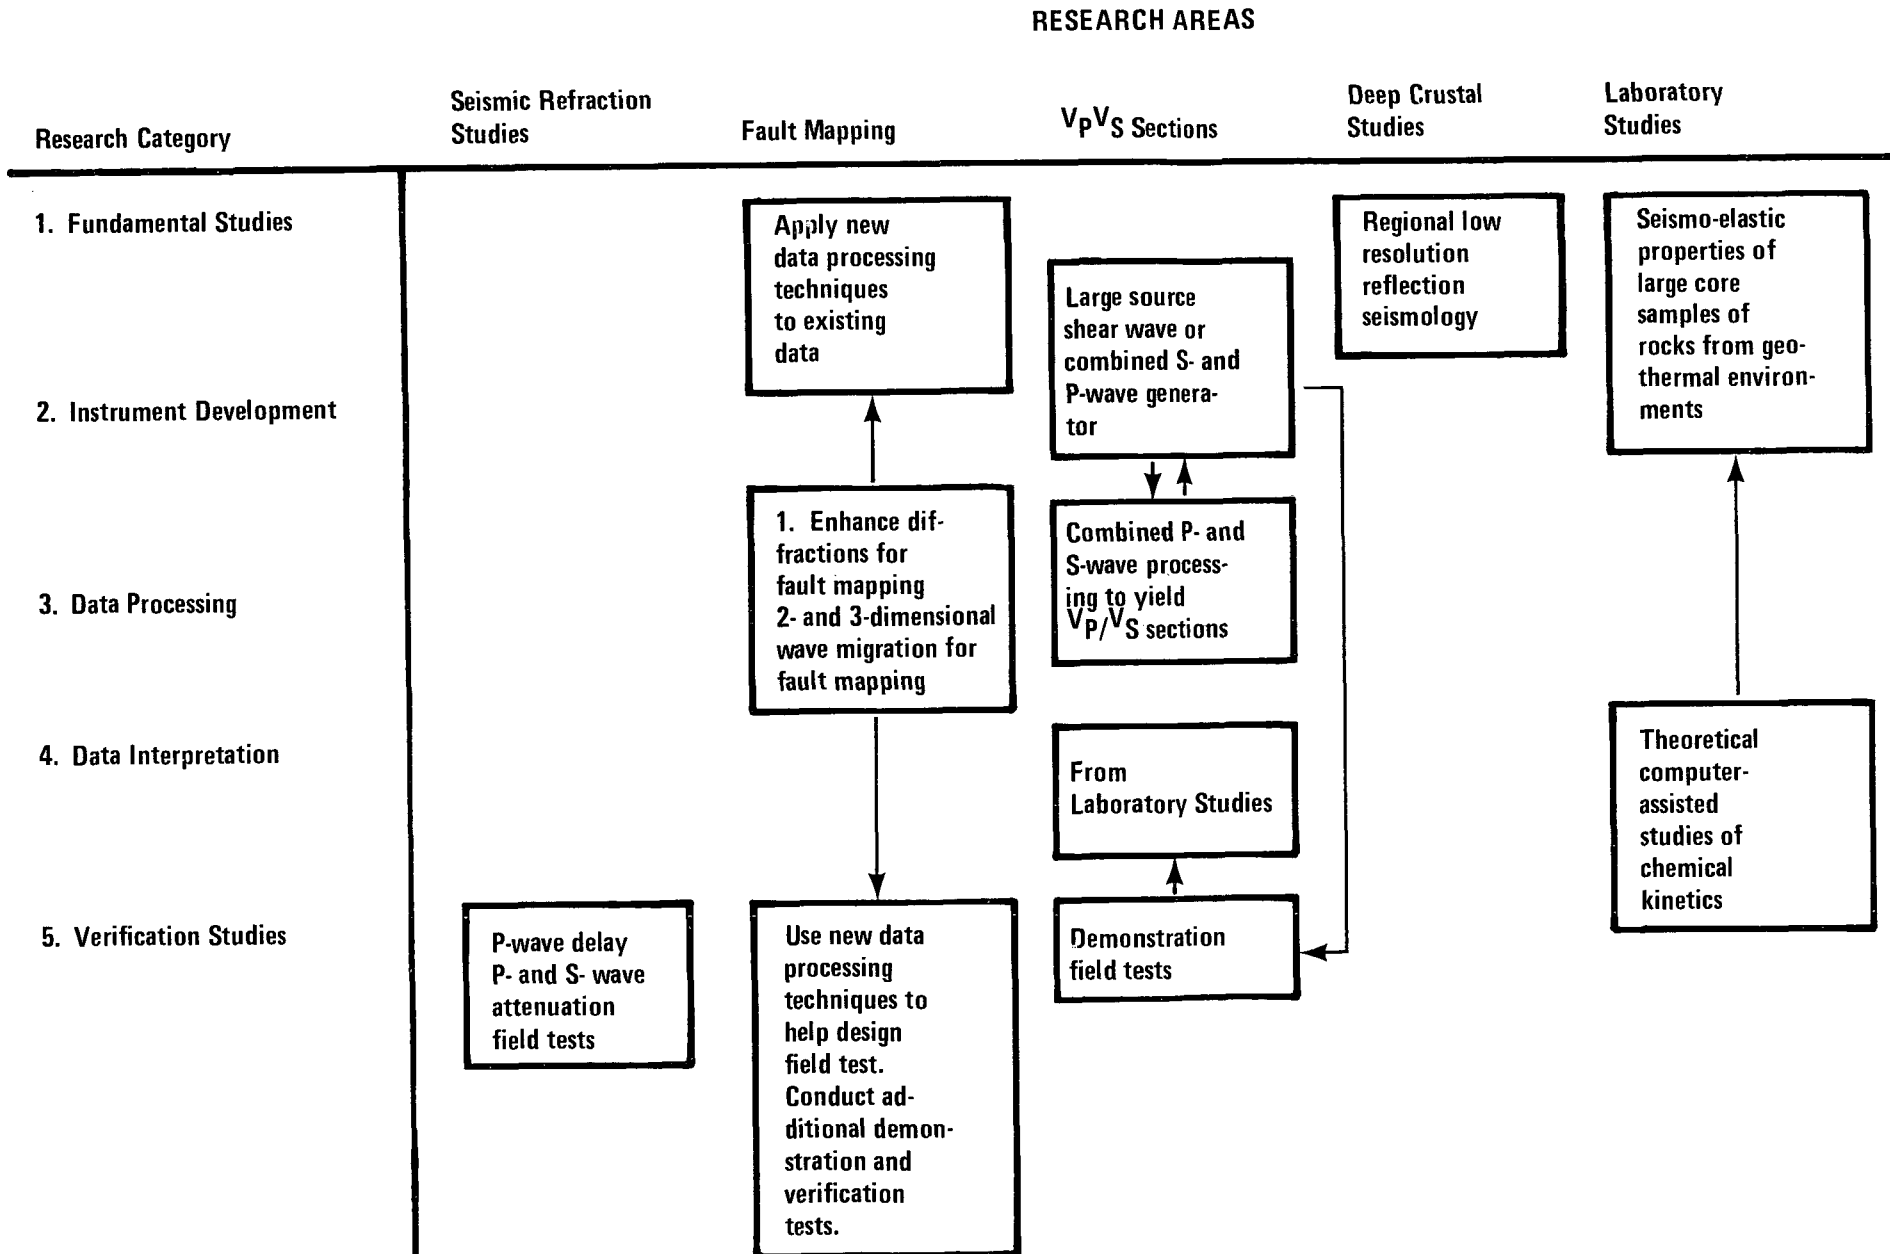 RESEARCH AREAS
Research Category
Seismic Refraction
Studies
Fault Mapping
VPVS Sections
Deep Crustal
Studies
Laboratory
Studies
1. Fundamental Studies
2. Instrument Development
3. Data Processing
4. Data Interpretation
5. Verification Studies
P-wave delay
P- and S- wave
attenuation
field tests
Apply new
data processing
techniques
to existing
data
1. Enhance dif-
fractions for
fault mapping
2- and 3-dimensional
wave migration for
fault mapping
Use new data
processing
techniques to
help design
field test.
Conduct ad-
ditional demon-
stration and
verification
tests.
Large source
shear wave or
combined S- and
P-wave genera-
tor
Combined P- and
S-wave process-
ing to yield
VP/VS sections
From
Laboratory Studies
Demonstration
field tests
Regional low
resolution
reflection
seismology
Seismo-elastic
properties of
large core
samples of
rocks from geo-
thermal environ-
ments
Theoretical
computer-
assisted
studies of
chemical
kinetics